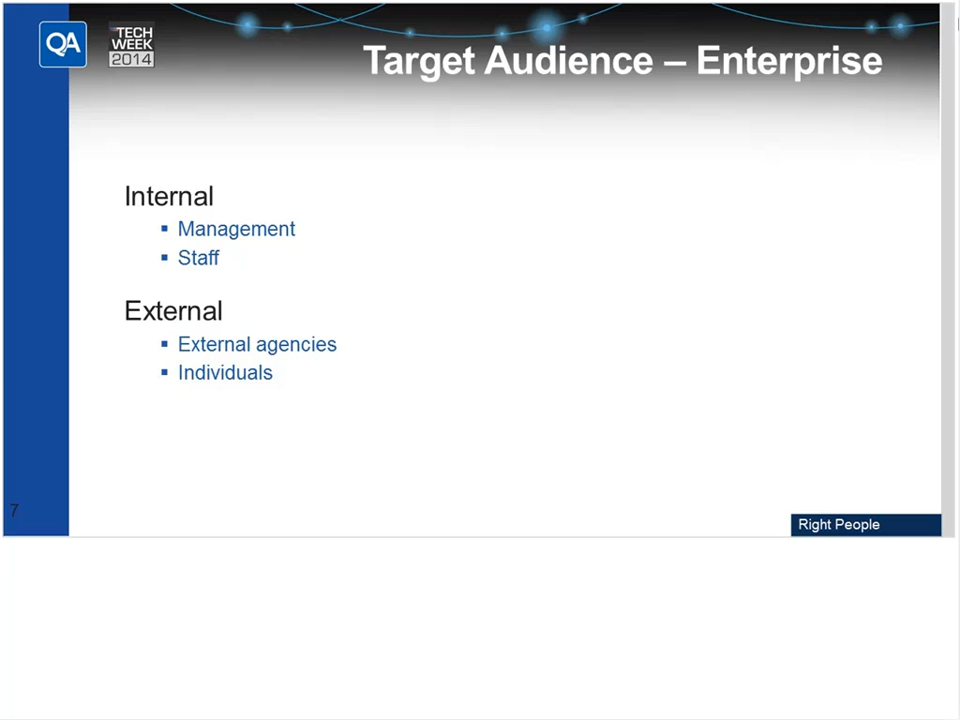 QA
TECH
WEEK
2014
Target Audience – Enterprise
Internal
▪ Management
▪ Staff
External
▪ External agencies
▪ Individuals
7
Right People